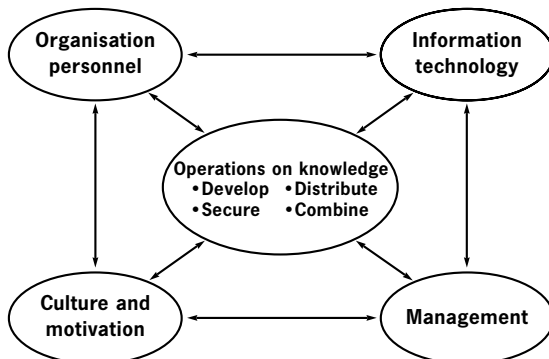 Organisation
personnel
Information
technology
Operations on knowledge
•Develop •Distribute
•Secure •Combine
Culture and
motivation
Management